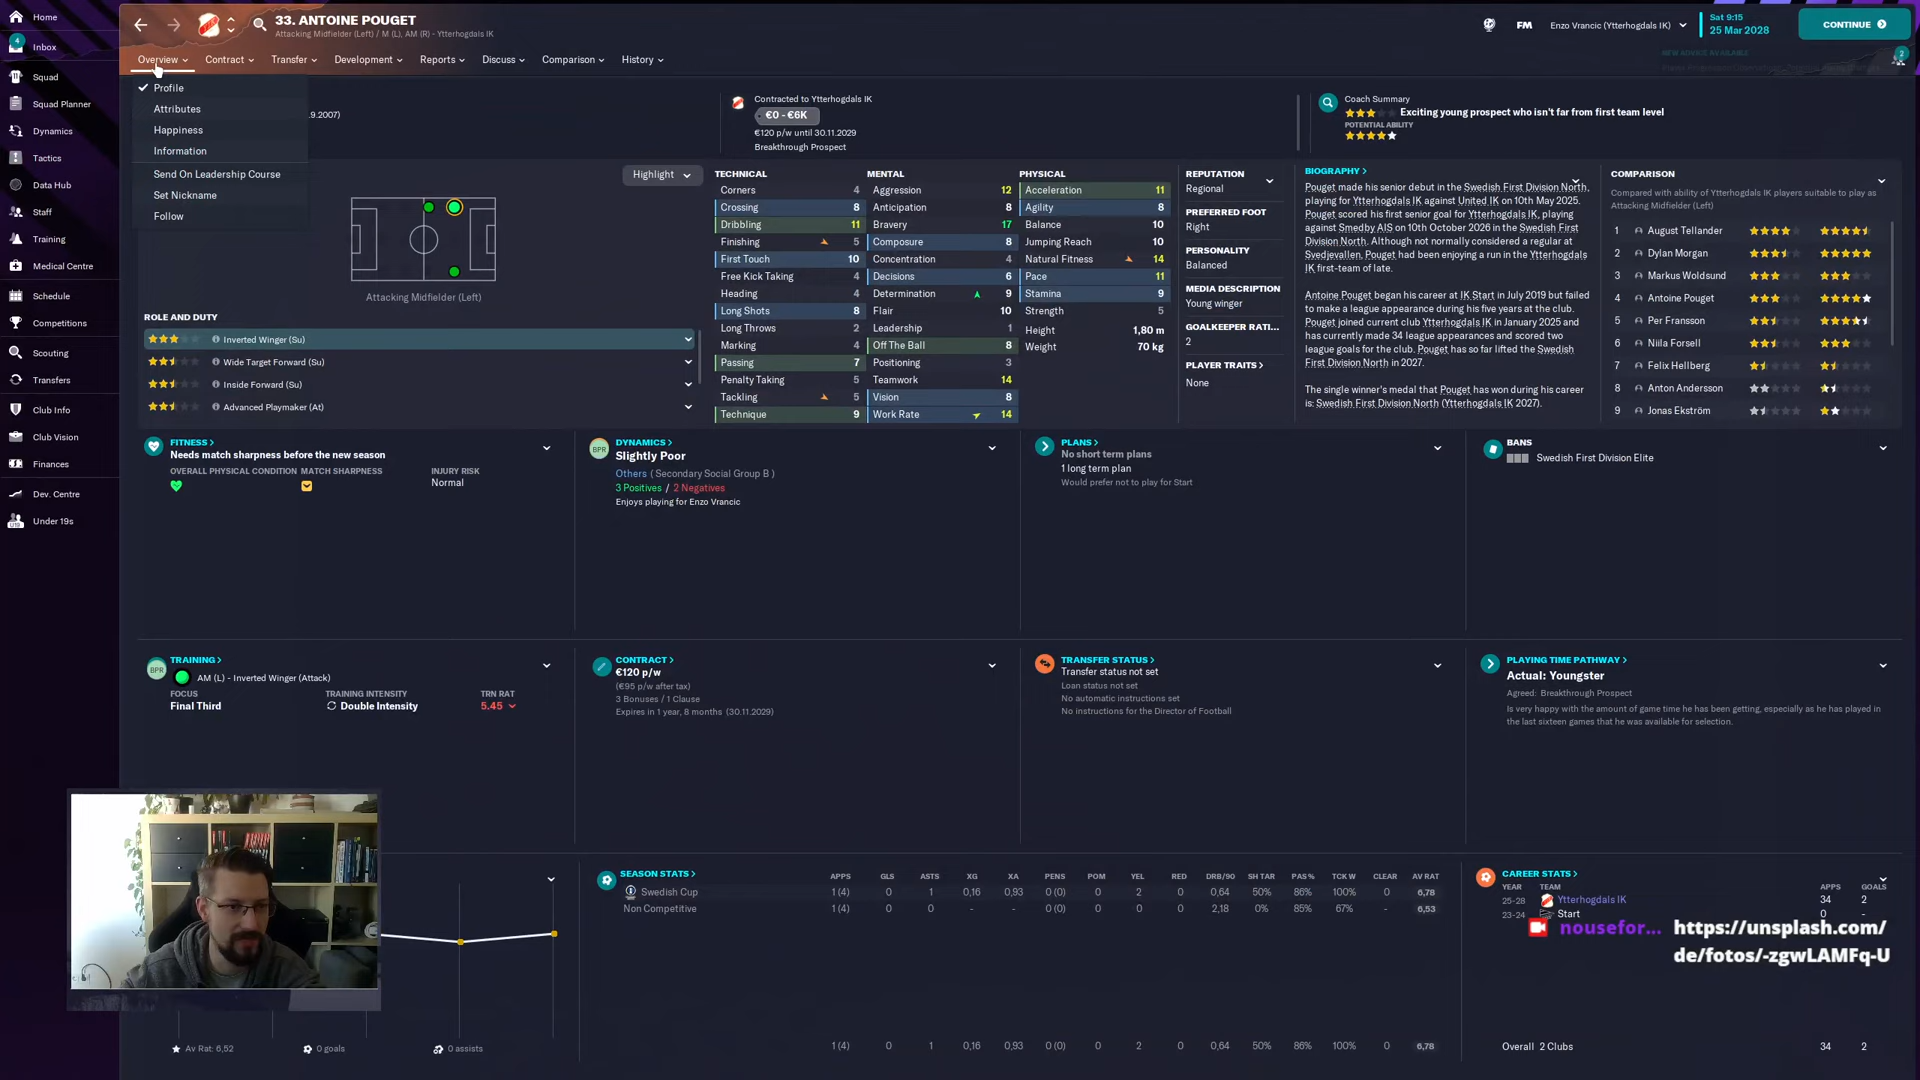 Home
4
Inbox
Squad
Squad Planner
Dynamics
Tactics
Data Hub
Staff
Training
Medical Centre
Schedule
Competitions
Scouting
Transfers
Club Info
Club Vision
Finances
Dev. Centre
Under 19s
33. ANTOINE POUGET
Attacking Midfielder (Left) / M (L), AM (R) - Ytterhogdals IK
FM
Enzo Vrancic (Ytterhogdals IK)
Sat 9:15
25 Mar 2028
CONTINUE
NEW ADVICE AVAILABLE
2
Overview
Contract
Transfer
Development
Reports
Discuss
Comparison
History
Profile
Attributes
Happiness
Information
Send On Leadership Course
Set Nickname
Follow
.9.2007)
Contracted to Ytterhogdals IK
€0 - €6K
€120 p/w until 30.11.2029
Breakthrough Prospect
Coach Summary
Exciting young prospect who isn't far from first team level
POTENTIAL ABILITY
Highlight
Attacking Midfielder (Left)
ROLE AND DUTY
Inverted Winger (Su)
Wide Target Forward (Su)
Inside Forward (Su)
Advanced Playmaker (At)
TECHNICAL
Corners 4
Crossing 8
Dribbling 11
Finishing 5
First Touch 10
Free Kick Taking 4
Heading 4
Long Shots 8
Long Throws 2
Marking 4
Passing 7
Penalty Taking 5
Tackling 5
Technique 9
MENTAL
Aggression 12
Anticipation 8
Bravery 17
Composure 8
Concentration 4
Decisions 6
Determination 9
Flair 10
Leadership 1
Off The Ball 8
Positioning 3
Teamwork 14
Vision 8
Work Rate 14
PHYSICAL
Acceleration 11
Agility 8
Balance 10
Jumping Reach 10
Natural Fitness 14
Pace 11
Stamina 9
Strength 5
Height 1,80 m
Weight 70 kg
REPUTATION
Regional
PREFERRED FOOT
Right
PERSONALITY
Balanced
MEDIA DESCRIPTION
Young winger
GOALKEEPER RATI...
2
PLAYER TRAITS
None
BIOGRAPHY
Pouget made his senior debut in the Swedish First Division North,
playing for Ytterhogdals IK against United IK on 10th May 2025.
Pouget scored his first senior goal for Ytterhogdals IK, playing
against Smedby AIS on 10th October 2026 in the Swedish First
Division North. Although not normally considered a regular at
Svedjevallen, Pouget had been enjoying a run in the Ytterhogdals
IK first-team of late.
Antoine Pouget began his career at IK Start in July 2019 but failed
to make a league appearance during his five years at the club.
Pouget joined current club Ytterhogdals IK in January 2025 and
has currently made 34 league appearances and scored two
league goals for the club. Pouget has so far lifted the Swedish
First Division North in 2027.
The single winner's medal that Pouget has won during his career
is: Swedish First Division North (Ytterhogdals IK 2027).
COMPARISON
Compared with ability of Ytterhogdals IK players suitable to play as
Attacking Midfielder (Left)
1 August Tellander
2 Dylan Morgan
3 Markus Woldsund
4 Antoine Pouget
5 Per Fransson
6 Niila Forsell
7 Felix Hellberg
8 Anton Andersson
9 Jonas Ekström
FITNESS
Needs match sharpness before the new season
OVERALL PHYSICAL CONDITION MATCH SHARPNESS
INJURY RISK
Normal
BPR
DYNAMICS
Slightly Poor
Others ( Secondary Social Group B )
3 Positives / 2 Negatives
Enjoys playing for Enzo Vrancic
PLANS
No short term plans
1 long term plan
Would prefer not to play for Start
BANS
Swedish First Division Elite
BPR
TRAINING
AM (L) - Inverted Winger (Attack)
FOCUS
Final Third
TRAINING INTENSITY
Double Intensity
TRN RAT
5.45
CONTRACT
€120 p/w
(€95 p/w after tax)
3 Bonuses / 1 Clause
Expires in 1 year, 8 months (30.11.2029)
TRANSFER STATUS
Transfer status not set
Loan status not set
No automatic instructions set
No instructions for the Director of Football
PLAYING TIME PATHWAY
Actual: Youngster
Agreed: Breakthrough Prospect
Is very happy with the amount of game time he has been getting, especially as he has played in
the last sixteen games that he was available for selection.
Av Rat: 6,52
0 goals
0 assists
SEASON STATS APPS GLS ASTS XG XA PENS POM YEL RED DRB/90 SH TAR PAS % TCK W CLEAR AV RAT
Swedish Cup 1 (4) 0 1 0,16 0,93 0 (0) 0 2 0 0,64 50% 86% 100% 0 6,78
Non Competitive 1 (4) 0 0 - - 0 (0) 0 0 0 2,18 0% 85% 67% - 6,53
1 (4) 0 1 0,16 0,93 0 (0) 0 2 0 0,64 50% 86% 100% 0 6,78
CAREER STATS
YEAR TEAM APPS GOALS
25-28 Ytterhogdals IK 34 2
23-24 Start 0 -
Overall 2 Clubs 34 2
nousefor...
https://unsplash.com/
de/fotos/-zgwLAMFq-U